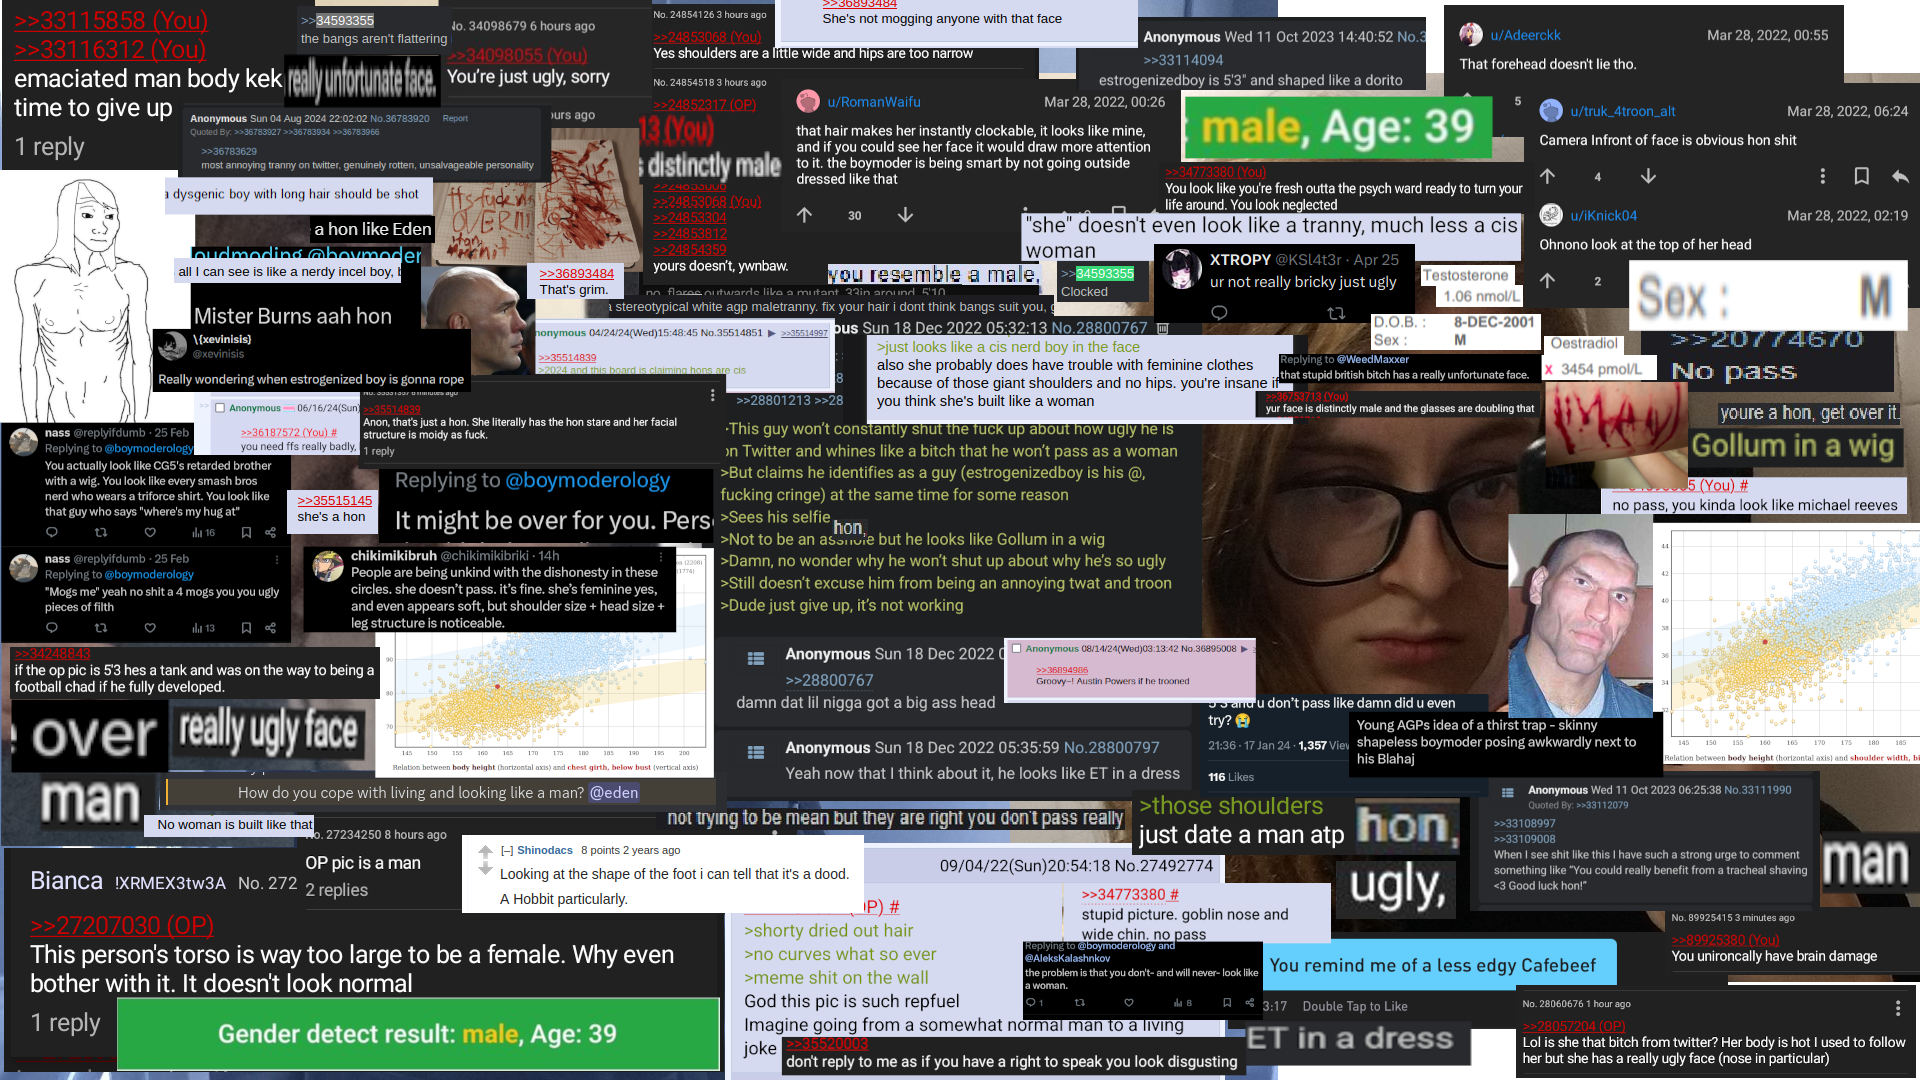 >>33115858 (You)
>>33116312 (You)
emaciated man body kek
time to give up
1 reply
>>34593355
the bangs aren't flattering
really unfortunate face.
No. 34098679 6 hours ago
>>34098055 (You)
You're just ugly, sorry
Anonymous Sun 04 Aug 2024 22:02:02 No.36783920 Report
Quoted By: >>36783927 >>36783934 >>36783966
>>36783629
most annoying tranny on twitter, genuinely rotten, unsalvageable personality
No. 24854126 3 hours ago
>>24853068 (You)
Yes shoulders are a little wide and hips are too narrow
No. 24854518 3 hours ago
>>24852317 (OP)
13 (You)
distinctly male
>>24853068 (You)
>>24853304
>>24853812
>>24854359
yours doesn't, ywnbaw.
>>36893484
She's not mogging anyone with that face
u/RomanWaifu
Mar 28, 2022, 00:26
that hair makes her instantly clockable, it looks like mine,
and if you could see her face it would draw more attention
to it. the boymoder is being smart by not going outside
dressed like that
30
Anonymous Wed 11 Oct 2023 14:40:52 No.3
>>33114094
estrogenizedboy is 5'3" and shaped like a dorito
male, Age: 39
>>34773380 (You)
You look like you're fresh outta the psych ward ready to turn your
life around. You look neglected
u/Adeerckk
Mar 28, 2022, 00:55
That forehead doesn't lie tho.
5
u/truk_4troon_alt
Mar 28, 2022, 06:24
Camera Infront of face is obvious hon shit
4
u/iKnick04
Mar 28, 2022, 02:19
Ohnono look at the top of her head
2
a dysgenic boy with long hair should be shot
a hon like Eden
oudmoding @boymoder
all I can see is like a nerdy incel boy, b
Mister Burns aah hon
\{xevinisis}
@xevinisis
Really wondering when estrogenized boy is gonna rope
>>36893484
That's grim.
you resemble a male,
a stereotypical white agp maletranny. fix your hair i dont think bangs suit you, g
"she" doesn't even look like a tranny, much less a cis
woman
>>34593355
Clocked
XTROPY @KSl4t3r · Apr 25
ur not really bricky just ugly
Testosterone
1.06 nmol/L
D.O.B. : 8-DEC-2001
Sex : M
Sex : M
Oestradiol
x 3454 pmol/L
>>20774670
No pass
youre a hon, get over it.
Gollum in a wig
no pass, you kinda look like michael reeves
nonymous 04/24/24(Wed)15:48:45 No.35514851 ▶ >>35514997
>>35514839
>2024 and this board is claiming hons are cis
ous Sun 18 Dec 2022 05:32:13 No.28800767
>just looks like a cis nerd boy in the face
also she probably does have trouble with feminine clothes
because of those giant shoulders and no hips. you're insane if
you think she's built like a woman
>>28801213 >>28
Replying to @WeedMaxxer
that stupid british bitch has a really unfortunate face.
>>36753713 (You)
yur face is distinctly male and the glasses are doubling that
Anonymous 06/16/24(Sun)
>>36187572 (You) #
you need ffs really badly,
>>35514839
Anon, that's just a hon. She literally has the hon stare and her facial
structure is moidy as fuck.
1 reply
nass @replyifdumb · 25 Feb
Replying to @boymoderology
You actually look like CG5's retarded brother
with a wig. You look like every smash bros
nerd who wears a triforce shirt. You look like
that guy who says "where's my hug at"
16
>>35515145
she's a hon
Replying to @boymoderology
It might be over for you. Pers
nass @replyifdumb · 25 Feb
Replying to @boymoderology
"Mogs me" yeah no shit a 4 mogs you you ugly
pieces of filth
13
chikimikibruh @chikimikibriki · 14h
People are being unkind with the dishonesty in these
circles. she doesn't pass. it's fine. she's feminine yes,
and even appears soft, but shoulder size + head size +
leg structure is noticeable.
>This guy won't constantly shut the fuck up about how ugly he is
on Twitter and whines like a bitch that he won't pass as a woman
>But claims he identifies as a guy (estrogenizedboy is his @,
fucking cringe) at the same time for some reason
>Sees his selfie
hon,
>Not to be an asshole but he looks like Gollum in a wig
>Damn, no wonder why he won't shut up about why he's so ugly
>Still doesn't excuse him from being an annoying twat and troon
>Dude just give up, it's not working
>>34248843
if the op pic is 5'3 hes a tank and was on the way to being a
football chad if he fully developed.
over
really ugly face
man
90
80
70
145 150 155 160 165 170 175 180 185 190 195 200
Relation between body height (horizontal axis) and chest girth, below bust (vertical axis)
Anonymous Sun 18 Dec 2022 0
>>28800767
damn dat lil nigga got a big ass head
Anonymous 08/14/24(Wed)03:13:42 No.36895008 ▶
>>36894986
Groovy~! Austin Powers if he trooned
Anonymous Sun 18 Dec 2022 05:35:59 No.28800797
Yeah now that I think about it, he looks like ET in a dress
5'3 and u don't pass like damn did u even
try? 😭
21:36 · 17 Jan 24 · 1,357 View
116 Likes
Young AGPs idea of a thirst trap - skinny
shapeless boymoder posing awkwardly next to
his Blahaj
44
42
40
38
36
34
32
145 150 155 160 165 170 175 180 185
Relation between body height (horizontal axis) and shoulder width, bi
How do you cope with living and looking like a man? @eden
No woman is built like that
not trying to be mean but they are right you don't pass really
>those shoulders
just date a man atp
hon,
ugly,
Anonymous Wed 11 Oct 2023 06:25:38 No.33111990
Quoted By: >>33112079
>>33108997
>>33109008
When I see shit like this I have such a strong urge to comment
something like "You could really benefit from a tracheal shaving
<3 Good luck hon!"
man
No. 27234250 8 hours ago
OP pic is a man
2 replies
[–] Shinodacs 8 points 2 years ago
Looking at the shape of the foot i can tell that it's a dood.
A Hobbit particularly.
Bianca !XRMEX3tw3A No. 272
>>27207030 (OP)
This person's torso is way too large to be a female. Why even
bother with it. It doesn't look normal
1 reply
Gender detect result: male, Age: 39
09/04/22(Sun)20:54:18 No.27492774
(OP) #
>shorty dried out hair
>no curves what so ever
>meme shit on the wall
God this pic is such repfuel
Imagine going from a somewhat normal man to a living
joke
>>34773380 #
stupid picture. goblin nose and
wide chin. no pass
Replying to @boymoderology and
@AleksKalashnkov
the problem is that you don't- and will never- look like
a woman.
1
8
>>35520003
don't reply to me as if you have a right to speak you look disgusting
You remind me of a less edgy Cafebeef
3:17 Double Tap to Like
ET in a dress
No. 89925415 3 minutes ago
>>89925380 (You)
You unironcally have brain damage
No. 28060676 1 hour ago
>>28057204 (OP)
Lol is she that bitch from twitter? Her body is hot I used to follow
her but she has a really ugly face (nose in particular)